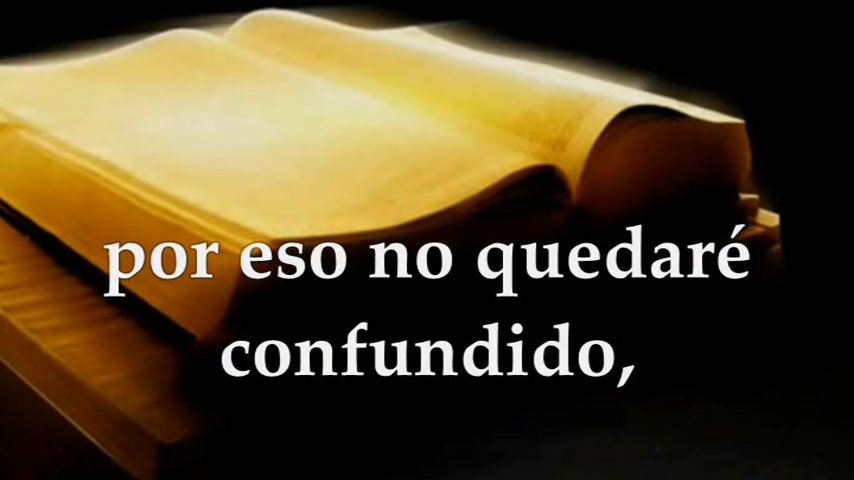 por eso no quedaré
confundido,